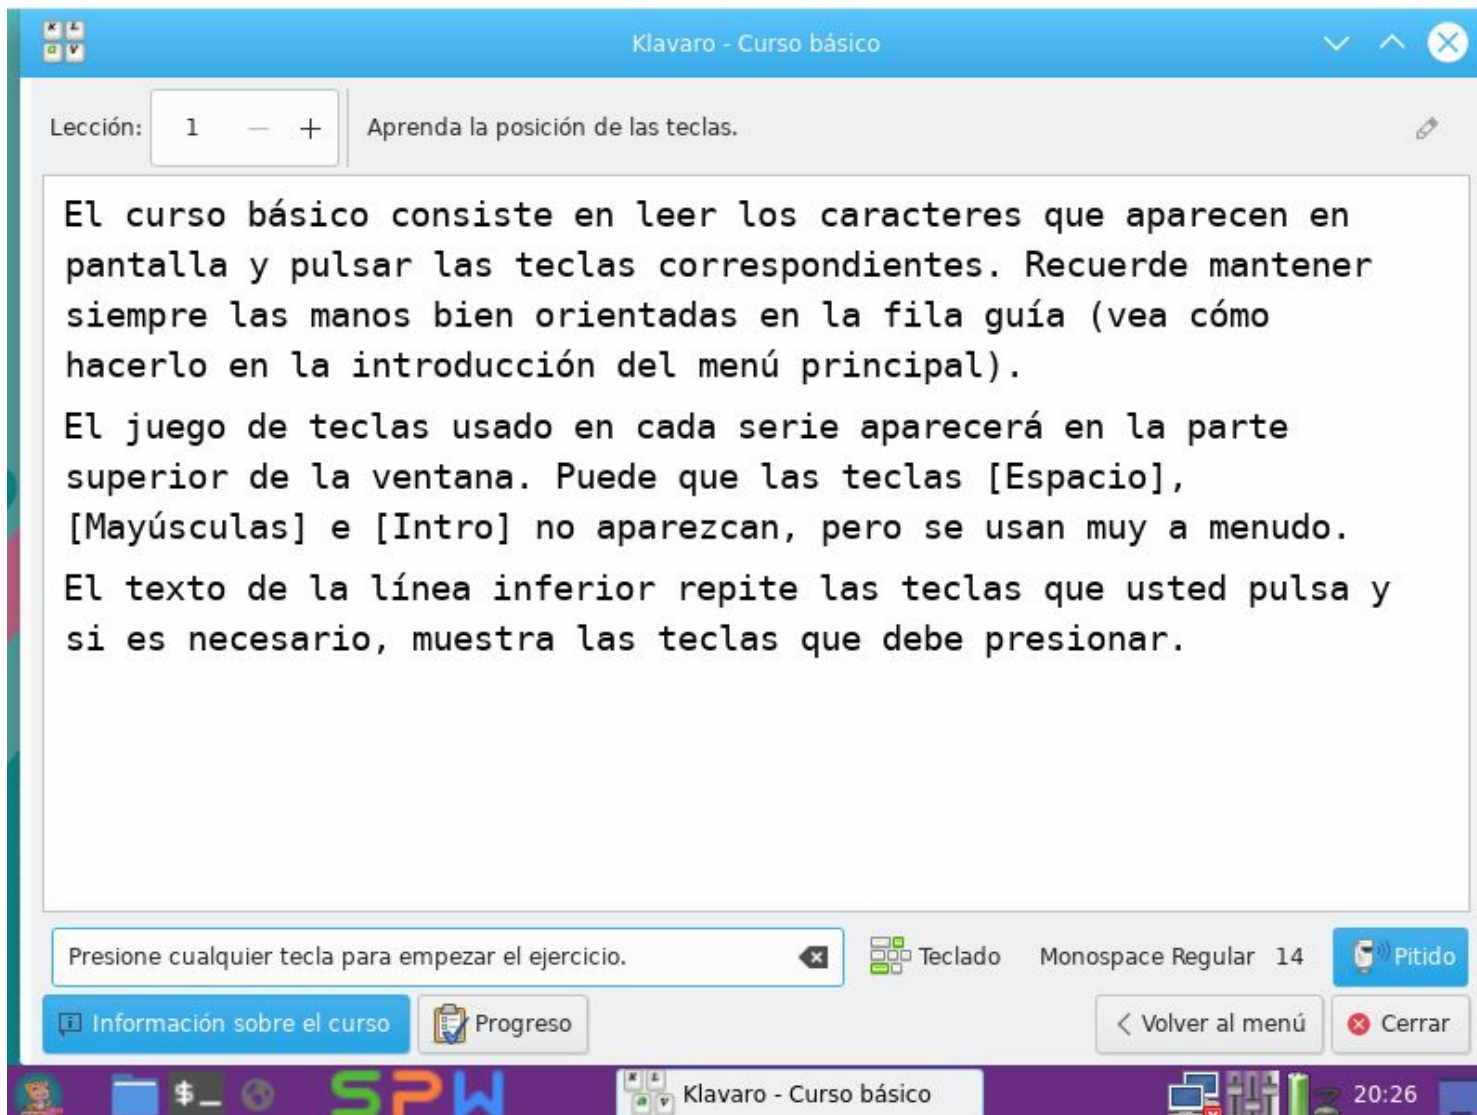 Klavaro - Curso básico
Lección: 1 Aprenda la posición de las teclas.
El curso básico consiste en leer los caracteres que aparecen en
pantalla y pulsar las teclas correspondientes. Recuerde mantener
siempre las manos bien orientadas en la fila guía (vea cómo
hacerlo en la introducción del menú principal).
El juego de teclas usado en cada serie aparecerá en la parte
superior de la ventana. Puede que las teclas [Espacio],
[Mayúsculas] e [Intro] no aparezcan, pero se usan muy a menudo.
El texto de la línea inferior repite las teclas que usted pulsa y
si es necesario, muestra las teclas que debe presionar.
Presione cualquier tecla para empezar el ejercicio. Teclado Monospace Regular 14 Pitido
Información sobre el curso Progreso < Volver al menú Cerrar
$_ SPW Klavaro - Curso básico 20:26